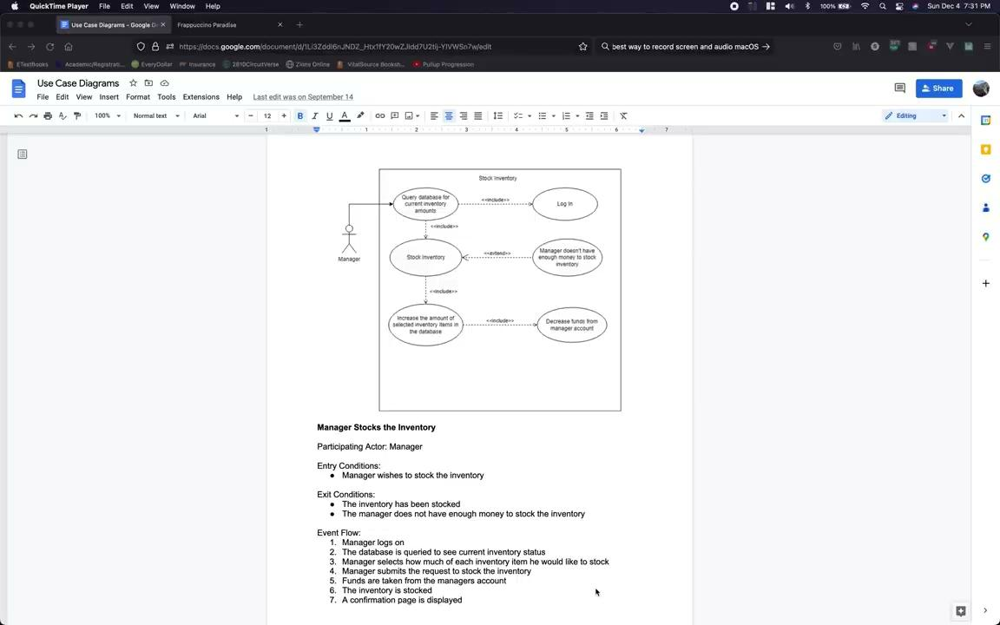 QuickTime Player File Edit View Window Help 100% Sun Dec 4 7:31 PM
Use Case Diagrams - Google D Frappuccino Paradise
https://docs.google.com/document/d/ best way to record screen and audio macOS
ETextBooks Academic/Registrati... EveryDollar Insurance 2810CircuitVerse Zions Online VitalSource Booksh... Pullup Progression
Use Case Diagrams
File Edit View Insert Format Tools Extensions Help Last edit was on September 14
Share
100% Normal text Arial 12 Editing
1 1 2 3 4 5 6 7
Stock Inventory
Query database for
current inventory
amounts
<<include>>
Log In
<<include>>
Manager
Stock Inventory
<<extend>>
Manager doesn't have
enough money to stock
inventory
<<include>>
Increase the amount of
selected inventory items in
the database
<<include>>
Decrease funds from
manager account
Manager Stocks the Inventory
Participating Actor: Manager
Entry Conditions:
● Manager wishes to stock the inventory
Exit Conditions:
● The inventory has been stocked
● The manager does not have enough money to stock the inventory
Event Flow:
1. Manager logs on
2. The database is queried to see current inventory status
3. Manager selects how much of each inventory item he would like to stock
4. Manager submits the request to stock the inventory
5. Funds are taken from the managers account
6. The inventory is stocked
7. A confirmation page is displayed